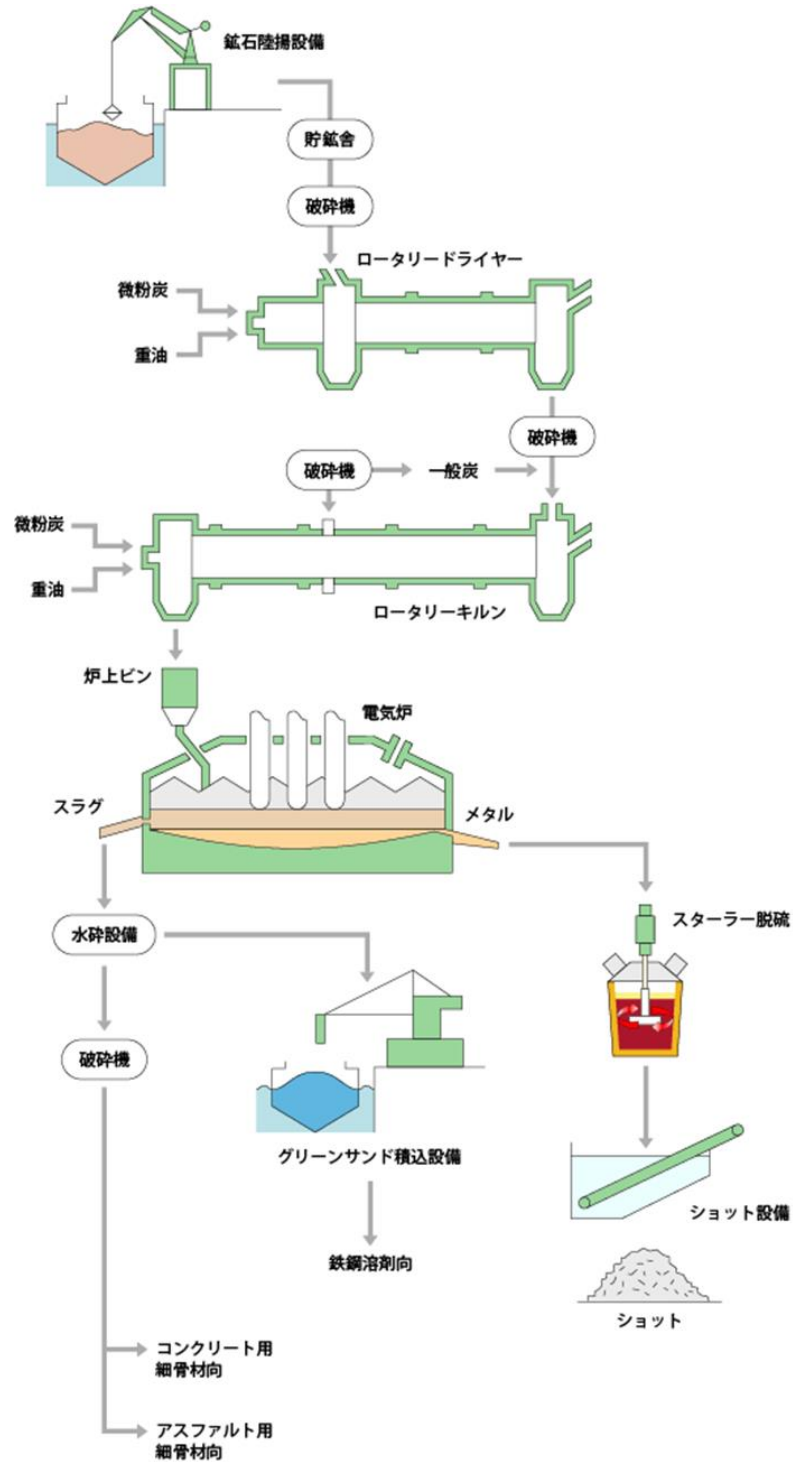 鉱石陸揚設備
貯鉱舎
破砕機
ロータリードライヤー
微粉炭
重油
破砕機
破砕機
一般炭
微粉炭
重油
ロータリーキルン
炉上ビン
電気炉
スラグ
メタル
水砕設備
スターラー脱硫
破砕機
グリーンサンド積込設備
ショット設備
鉄鋼溶剤向
ショット
コンクリート用
細骨材向
アスファルト用
細骨材向